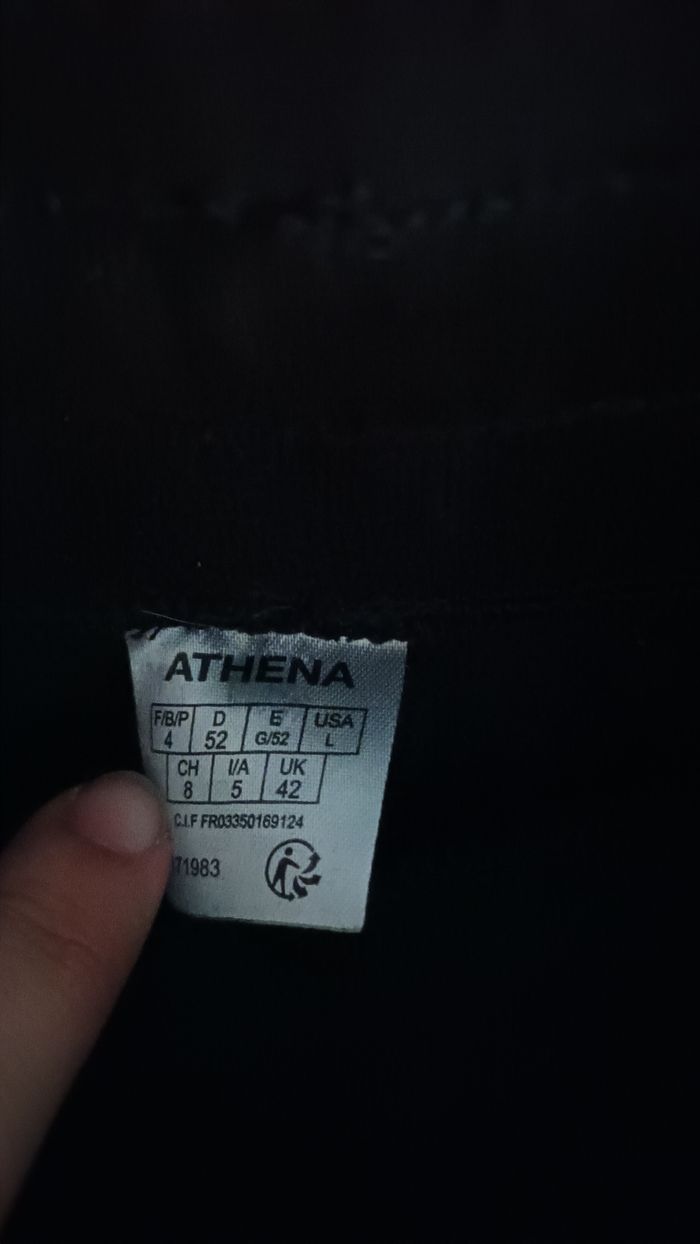 ATHENA
F/B/P D E USA
4 52 G/52 L
CH I/A UK
8 5 42
C.I.F FR03350169124
71983